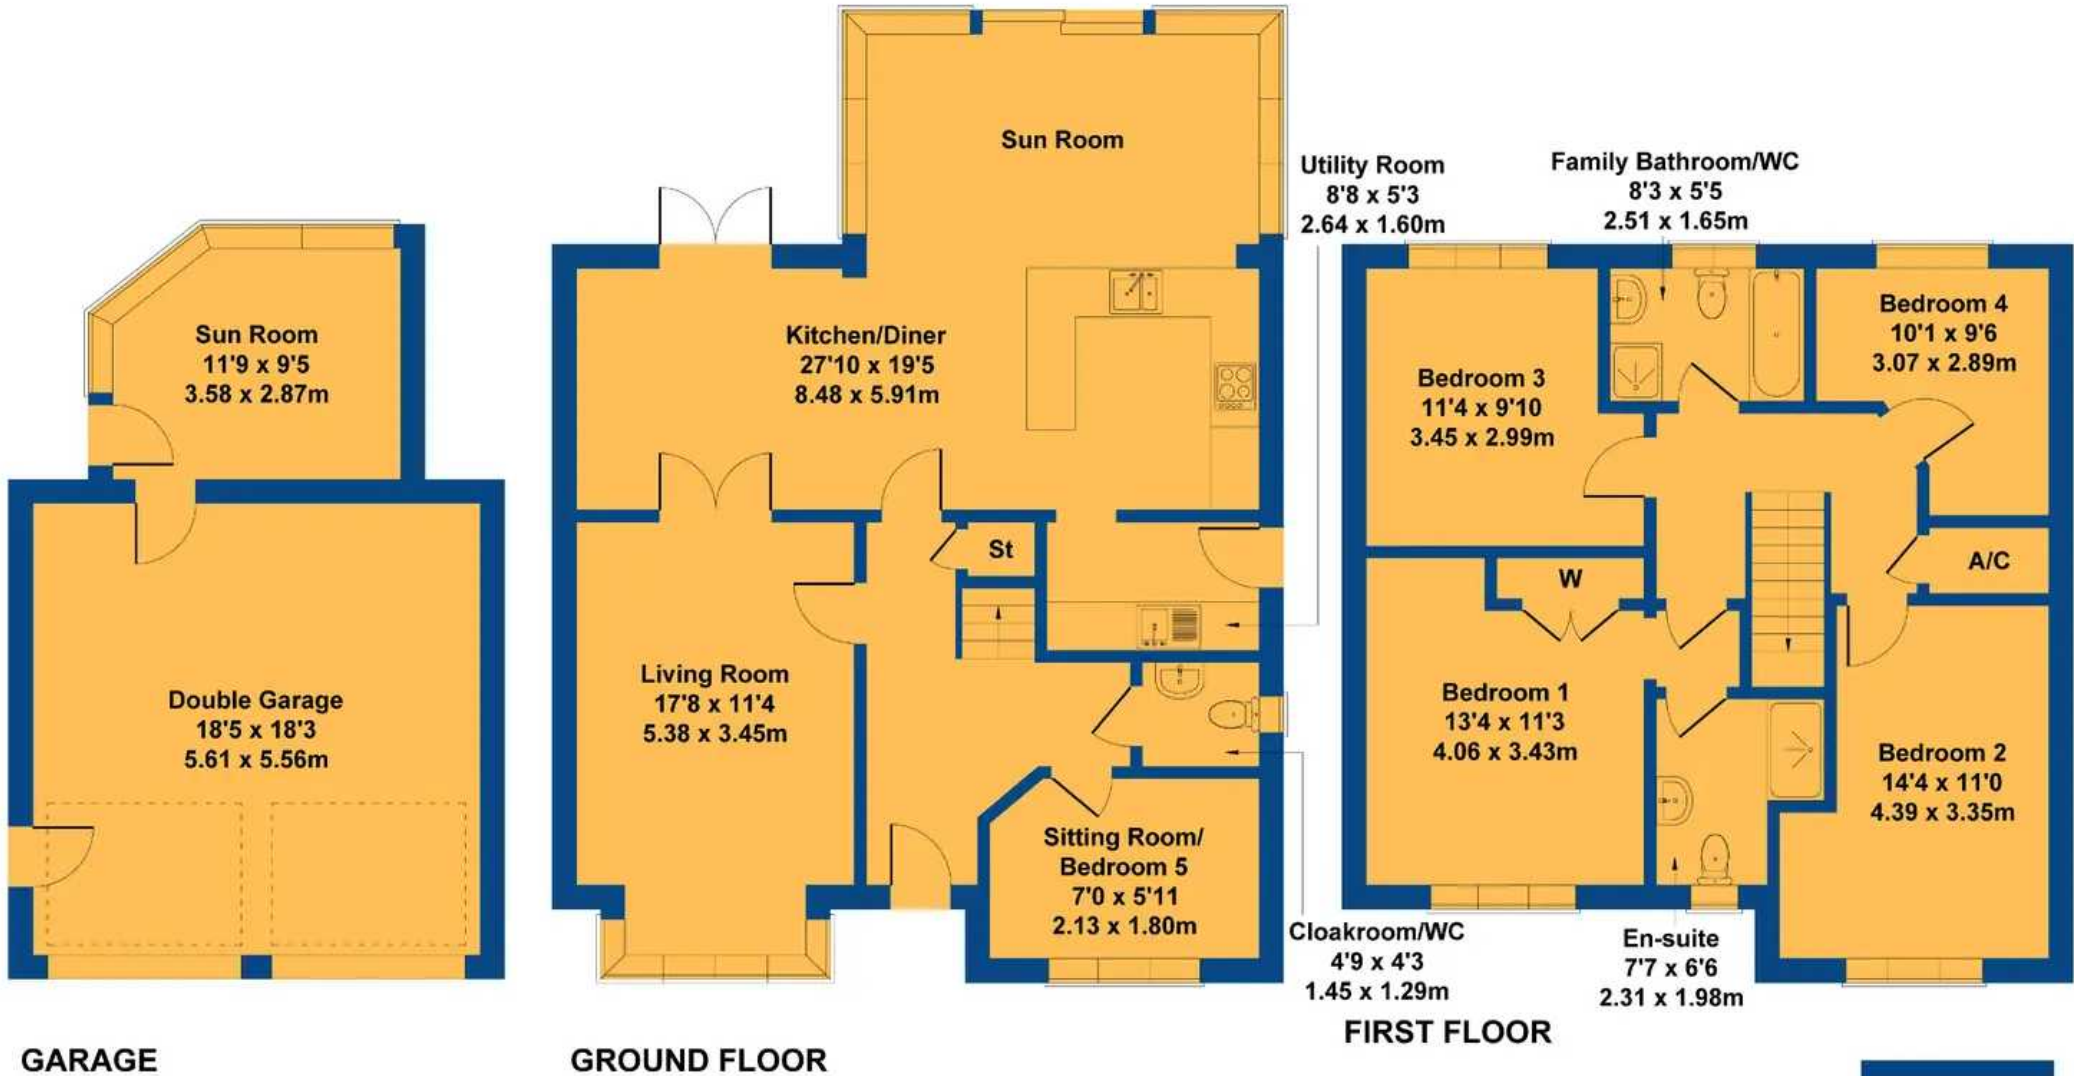 Sun Room
11'9 x 9'5
3.58 x 2.87m
Double Garage
18'5 x 18'3
5.61 x 5.56m
GARAGE
Sun Room
Kitchen/Diner
27'10 x 19'5
8.48 x 5.91m
Utility Room
8'8 x 5'3
2.64 x 1.60m
St
Living Room
17'8 x 11'4
5.38 x 3.45m
Sitting Room/
Bedroom 5
7'0 x 5'11
2.13 x 1.80m
Cloakroom/WC
4'9 x 4'3
1.45 x 1.29m
GROUND FLOOR
Family Bathroom/WC
8'3 x 5'5
2.51 x 1.65m
Bedroom 4
10'1 x 9'6
3.07 x 2.89m
Bedroom 3
11'4 x 9'10
3.45 x 2.99m
W
A/C
Bedroom 1
13'4 x 11'3
4.06 x 3.43m
Bedroom 2
14'4 x 11'0
4.39 x 3.35m
En-suite
7'7 x 6'6
2.31 x 1.98m
FIRST FLOOR